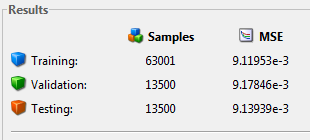 Results
Samples MSE
Training: 63001 9.11953e-3
Validation: 13500 9.17846e-3
Testing: 13500 9.13939e-3